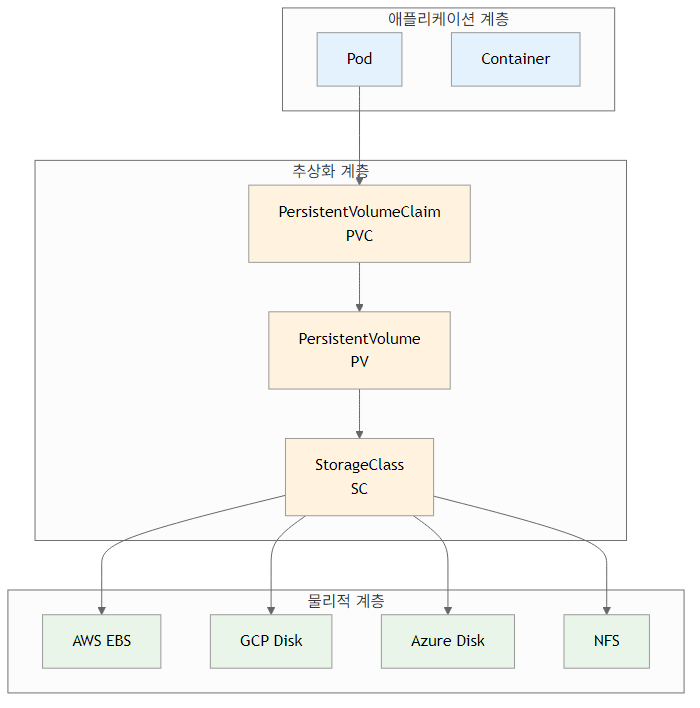 애플리케이션 계층
Pod
Container
추상화 계층
PersistentVolumeClaim
PVC
PersistentVolume
PV
StorageClass
SC
물리적 계층
AWS EBS
GCP Disk
Azure Disk
NFS